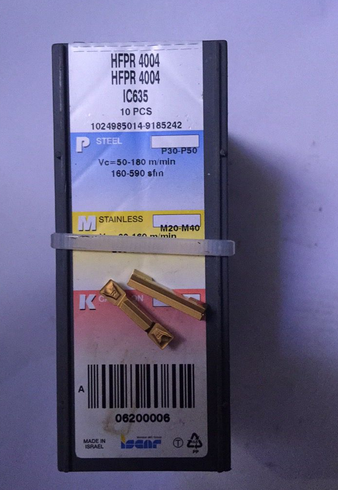 HFPR 4004
HFPR 4004
IC635
10 PCS
1024985014-9185242
P STEEL
P30-P50
Vc=50-180 m/min
160-590 sfm
M STAINLESS
M20-M40
K
A
06200006
MADE IN
ISRAEL
iscar
T